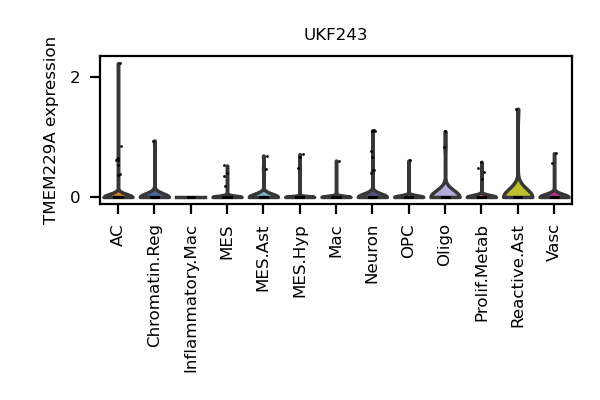 UKF243
TMEM229A expression
2
0
AC
Chromatin.Reg
Inflammatory.Mac
MES
MES.Ast
MES.Hyp
Mac
Neuron
OPC
Oligo
Prolif.Metab
Reactive.Ast
Vasc